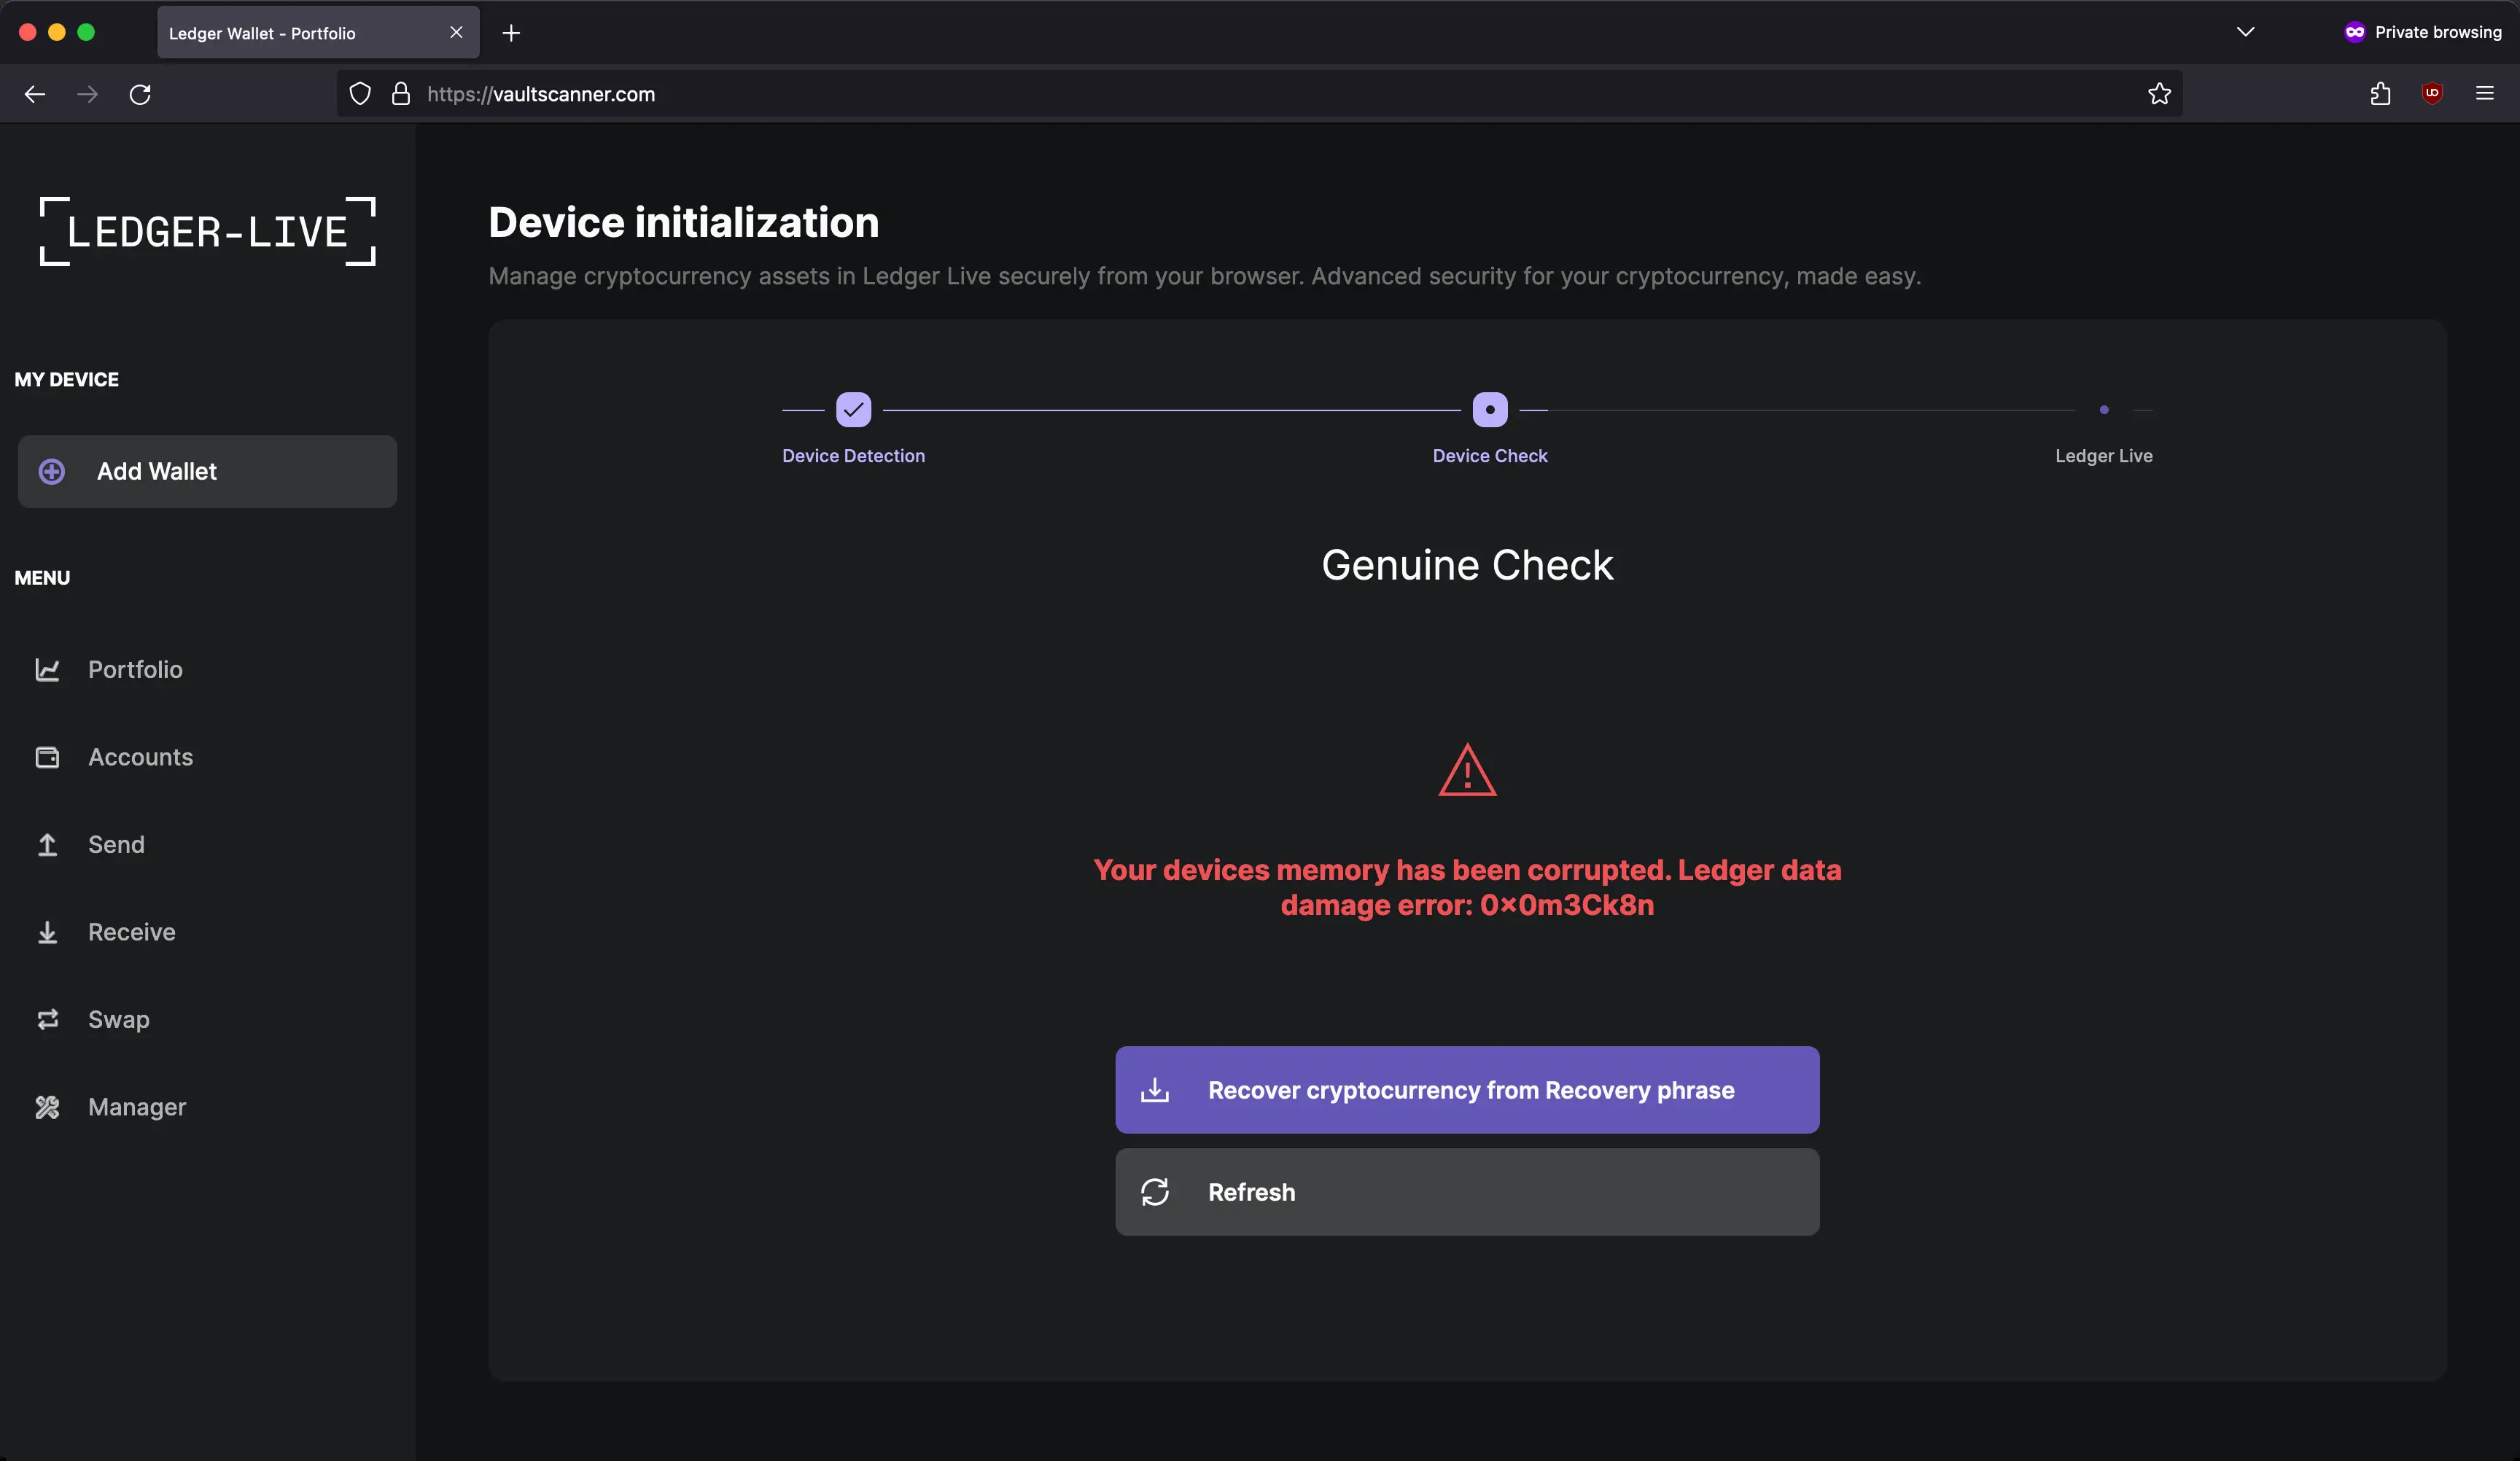 Ledger Wallet - Portfolio
Private browsing
https://vaultscanner.com
LEDGER-LIVE
MY DEVICE
Add Wallet
MENU
Portfolio
Accounts
Send
Receive
Swap
Manager
Device initialization
Manage cryptocurrency assets in Ledger Live securely from your browser. Advanced security for your cryptocurrency, made easy.
Device Detection
Device Check
Ledger Live
Genuine Check
Your devices memory has been corrupted. Ledger data
damage error: 0x0m3Ck8n
Recover cryptocurrency from Recovery phrase
Refresh